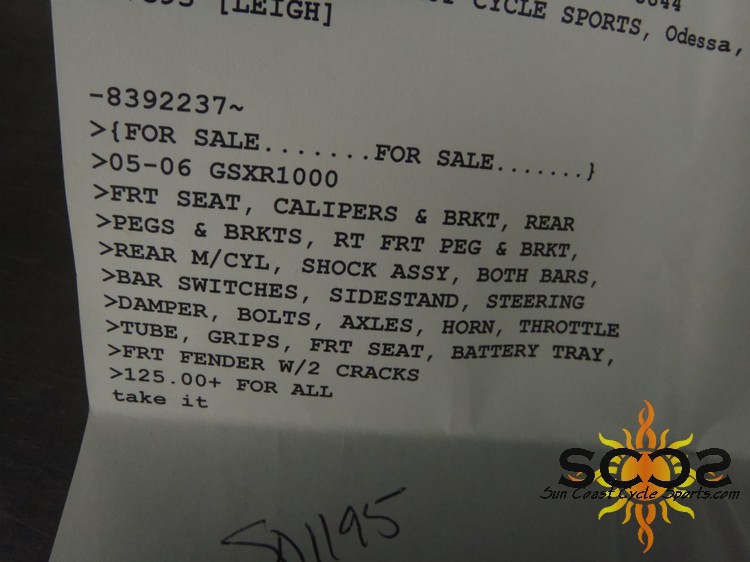 [LEIGH]
CYCLE SPORTS, Odessa,
-8392237~
>{FOR SALE.......FOR SALE.......}
>05-06 GSXR1000
>FRT SEAT, CALIPERS & BRKT, REAR
>PEGS & BRKTS, RT FRT PEG & BRKT,
>REAR M/CYL, SHOCK ASSY, BOTH BARS,
>BAR SWITCHES, SIDESTAND, STEERING
>DAMPER, BOLTS, AXLES, HORN, THROTTLE
>TUBE, GRIPS, FRT SEAT, BATTERY TRAY,
>FRT FENDER W/2 CRACKS
>125.00+ FOR ALL
take it
SCCS
Sun Coast Cycle Sports.com